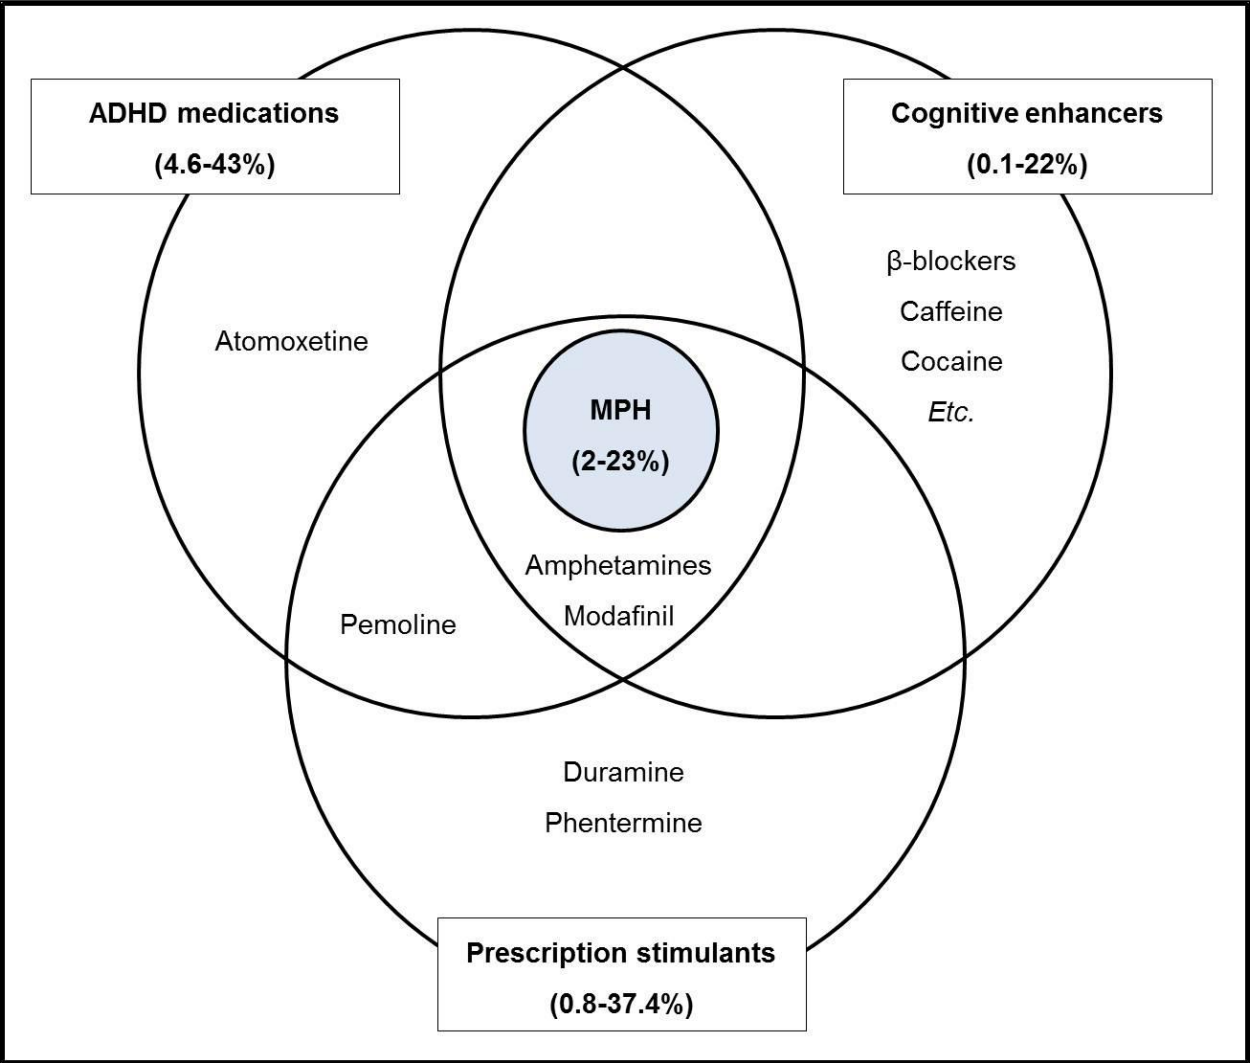 ADHD medications
(4.6-43%)
Cognitive enhancers
(0.1-22%)
β-blockers
Caffeine
Cocaine
Etc.
Atomoxetine
MPH
(2-23%)
Amphetamines
Modafinil
Pemoline
Duramine
Phentermine
Prescription stimulants
(0.8-37.4%)